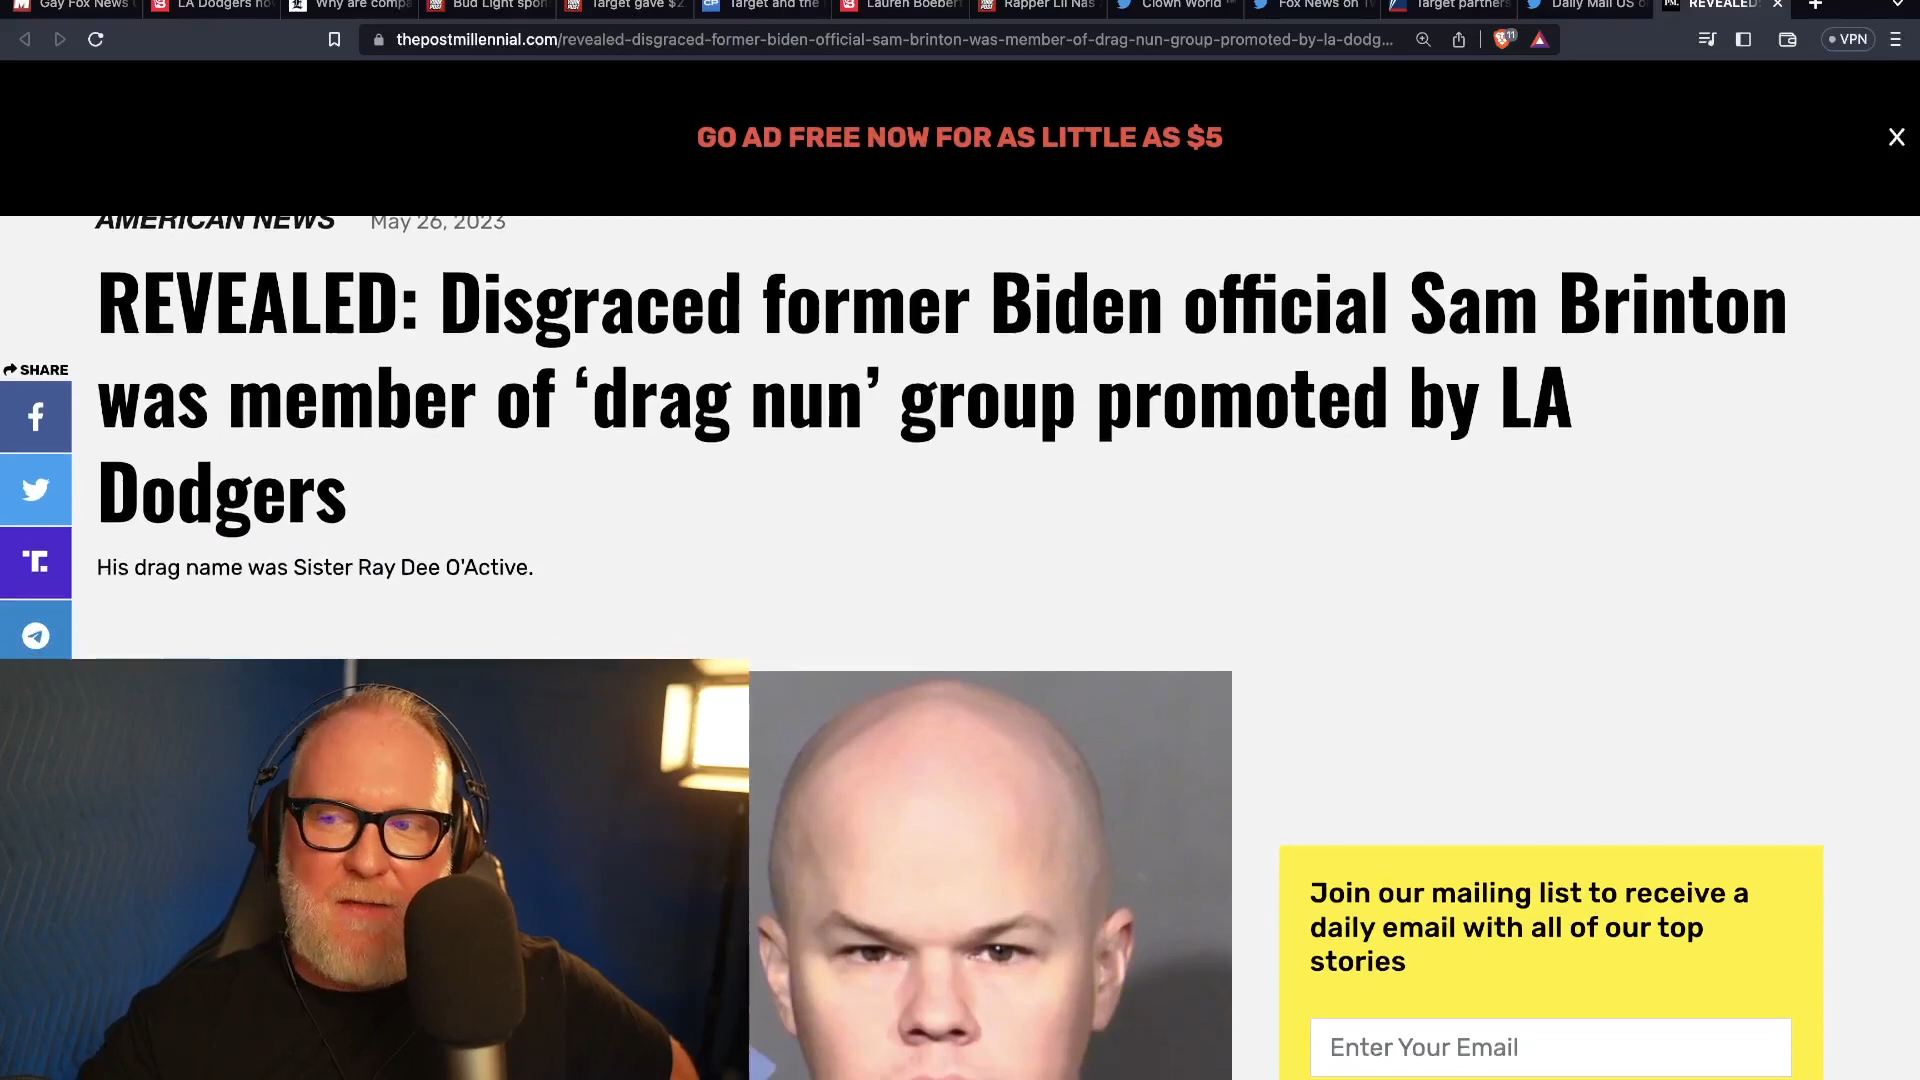 Gay Fox News
LA Dodgers
Why are compa
Bud Light spon
Target gave $2
Target and the
Lauren Boebert
Rapper Lil Nas
Clown World
Fox News on
Target partners
Daily Mail US
REVEALED:
thepostmillennial.com/revealed-disgraced-former-biden-official-sam-brinton-was-member-of-drag-nun-group-promoted-by-la-dodg...
11
VPN
GO AD FREE NOW FOR AS LITTLE AS $5
X
AMERICAN NEWS May 26, 2023
REVEALED: Disgraced former Biden official Sam Brinton
was member of ‘drag nun’ group promoted by LA
Dodgers
SHARE
His drag name was Sister Ray Dee O'Active.
Join our mailing list to receive a
daily email with all of our top
stories
Enter Your Email